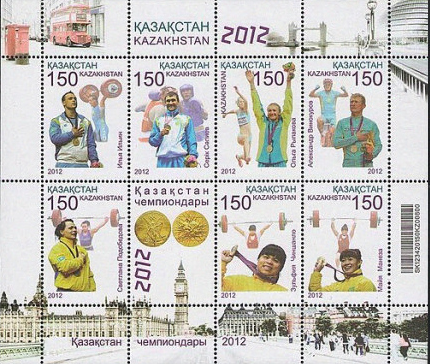 ҚАЗАҚСТАН
KAZAKHSTAN
2012
ҚАЗАҚСТАН
150 KAZAKHSTAN
Илья Ильин
2012
ҚАЗАҚСТАН
150 KAZAKHSTAN
Серік Сәпиев
2012
ҚАЗАҚСТАН
KAZAKHSTAN 150
Ольга Рыпакова
2012
ҚАЗАҚСТАН
150 KAZAKHSTAN
Александр Винокуров
2012
ҚАЗАҚСТАН
150 KAZAKHSTAN
Светлана Подобедова
2012
Қазақстан
чемпиондары
2012
ҚАЗАҚСТАН
150 KAZAKHSTAN
Зульфия Чиншанло
2012
ҚАЗАҚСТАН
150 KAZAKHSTAN
Майя Манеза
2012
Қазақстан чемпиондары 2012